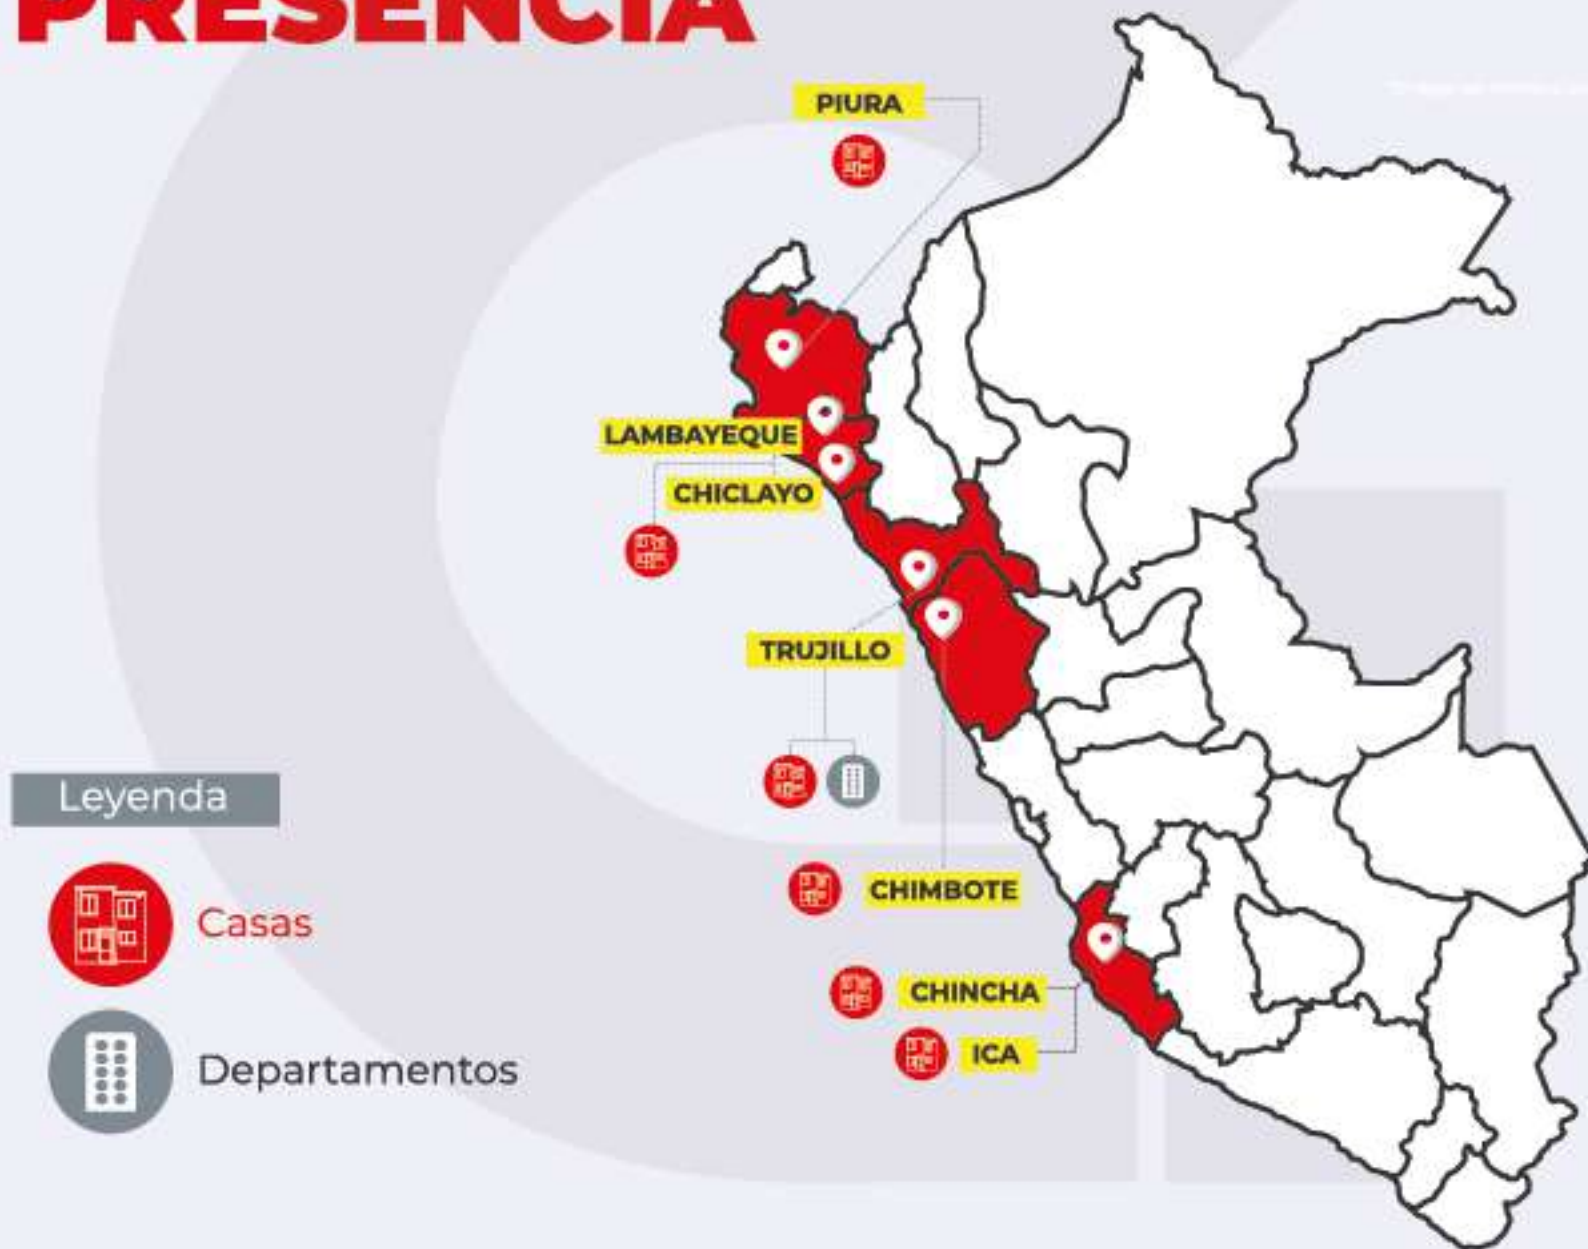 PRESENCIA
PIURA
LAMBAYEQUE
CHICLAYO
TRUJILLO
Leyenda
Casas
CHIMBOTE
CHINCHA
ICA
Departamentos